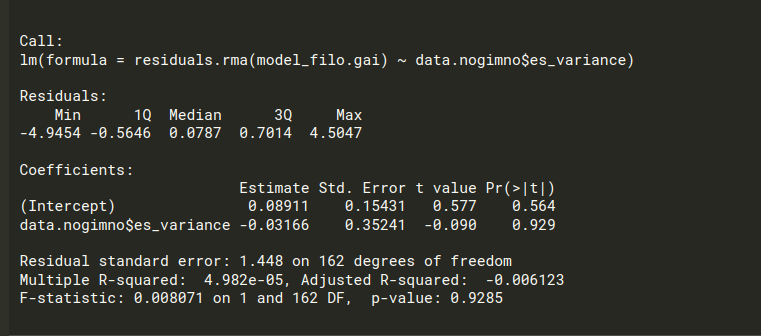 Call:
lm(formula = residuals.rma(model_filo.gai) ~ data.nogimno$es_variance)
Residuals:
    Min      1Q  Median      3Q     Max
-4.9454 -0.5646  0.0787  0.7014  4.5047
Coefficients:
                         Estimate Std. Error t value Pr(>|t|)
(Intercept)               0.08911    0.15431   0.577    0.564
data.nogimno$es_variance -0.03166    0.35241  -0.090    0.929
Residual standard error: 1.448 on 162 degrees of freedom
Multiple R-squared:  4.982e-05, Adjusted R-squared:  -0.006123
F-statistic: 0.008071 on 1 and 162 DF,  p-value: 0.9285